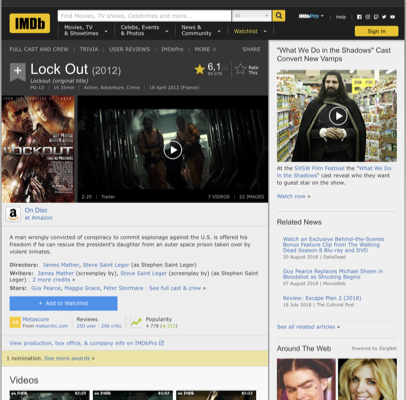 IMDb
Find Movies, TV shows, Celebrities and more...
All
IMDbPro
Help
Movies, TV & Showtimes
Celebs, Events & Photos
News & Community
Watchlist
Sign in
FULL CAST AND CREW | TRIVIA | USER REVIEWS | IMDbPro | MORE
SHARE
Lock Out (2012)
Lockout (original title)
PG-13 | 1h 35min | Action, Adventure, Crime | 18 April 2012 (France)
6,1
Rate This
LOCKOUT
2:25 | Trailer
7 VIDEOS | 22 IMAGES
On Disc
at Amazon
A man wrongly convicted of conspiracy to commit espionage against the U.S. is offered his
freedom if he can rescue the president's daughter from an outer space prison taken over by
violent inmates.
Directors: James Mather, Steve Saint Leger (as Stephen Saint Leger)
Writers: James Mather (screenplay by), Steve Saint Leger (screenplay by) (as Stephen Saint
Leger) | 2 more credits »
Stars: Guy Pearce, Maggie Grace, Peter Stormare | See full cast & crew »
+ Add to Watchlist
Metascore
From metacritic.com
Reviews
250 user | 296 critic
Popularity
4 778
View production, box office, & company info on IMDbPro
1 nomination. See more awards »
Videos
"What We Do in the Shadows" Cast
Convert New Vamps
At the SXSW Film Festival the "What We
Do in the Shadows" cast reveal who they
want to guest star on the show.
Watch now »
Related News
Watch an Exclusive Behind-the-Scenes
Bonus Feature Clip from The Walking
Dead Season 8 Blu-ray and DVD
20 August 2018 | DailyDead
Guy Pearce Replaces Michael Sheen in
Bloodshot as Shooting Begins
07 August 2018 | MovieWeb
Review: Escape Plan 2 (2018)
18 July 2018 | The Cultural Post
See all related articles »
Around The Web
Powered by ZergNet